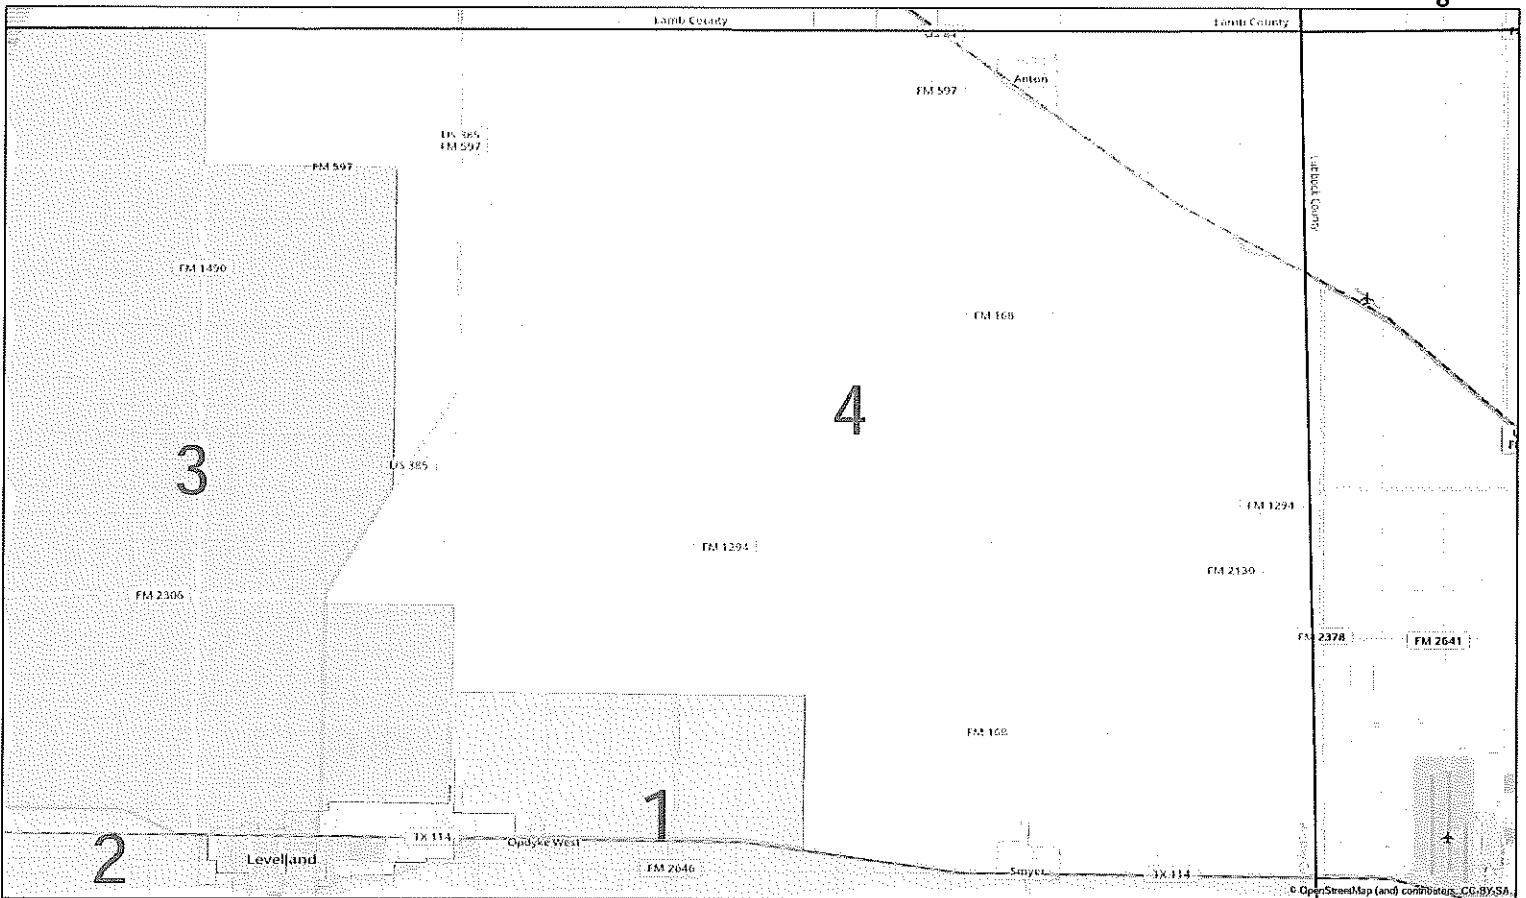 Lamb County
Lamb County
US 84
Anton
FM 597
US 385
FM 597
FM 597
Lubbock County
FM 1490
FM 168
4
3
US 385
FM 1294
FM 1294
FM 2130
FM 2306
FM 2378
FM 2641
FM 168
1
TX 114
Opdyke West
2
Levelland
FM 2646
Smyer
TX 114
© OpenStreetMap (and) contributors, CC-BY-SA